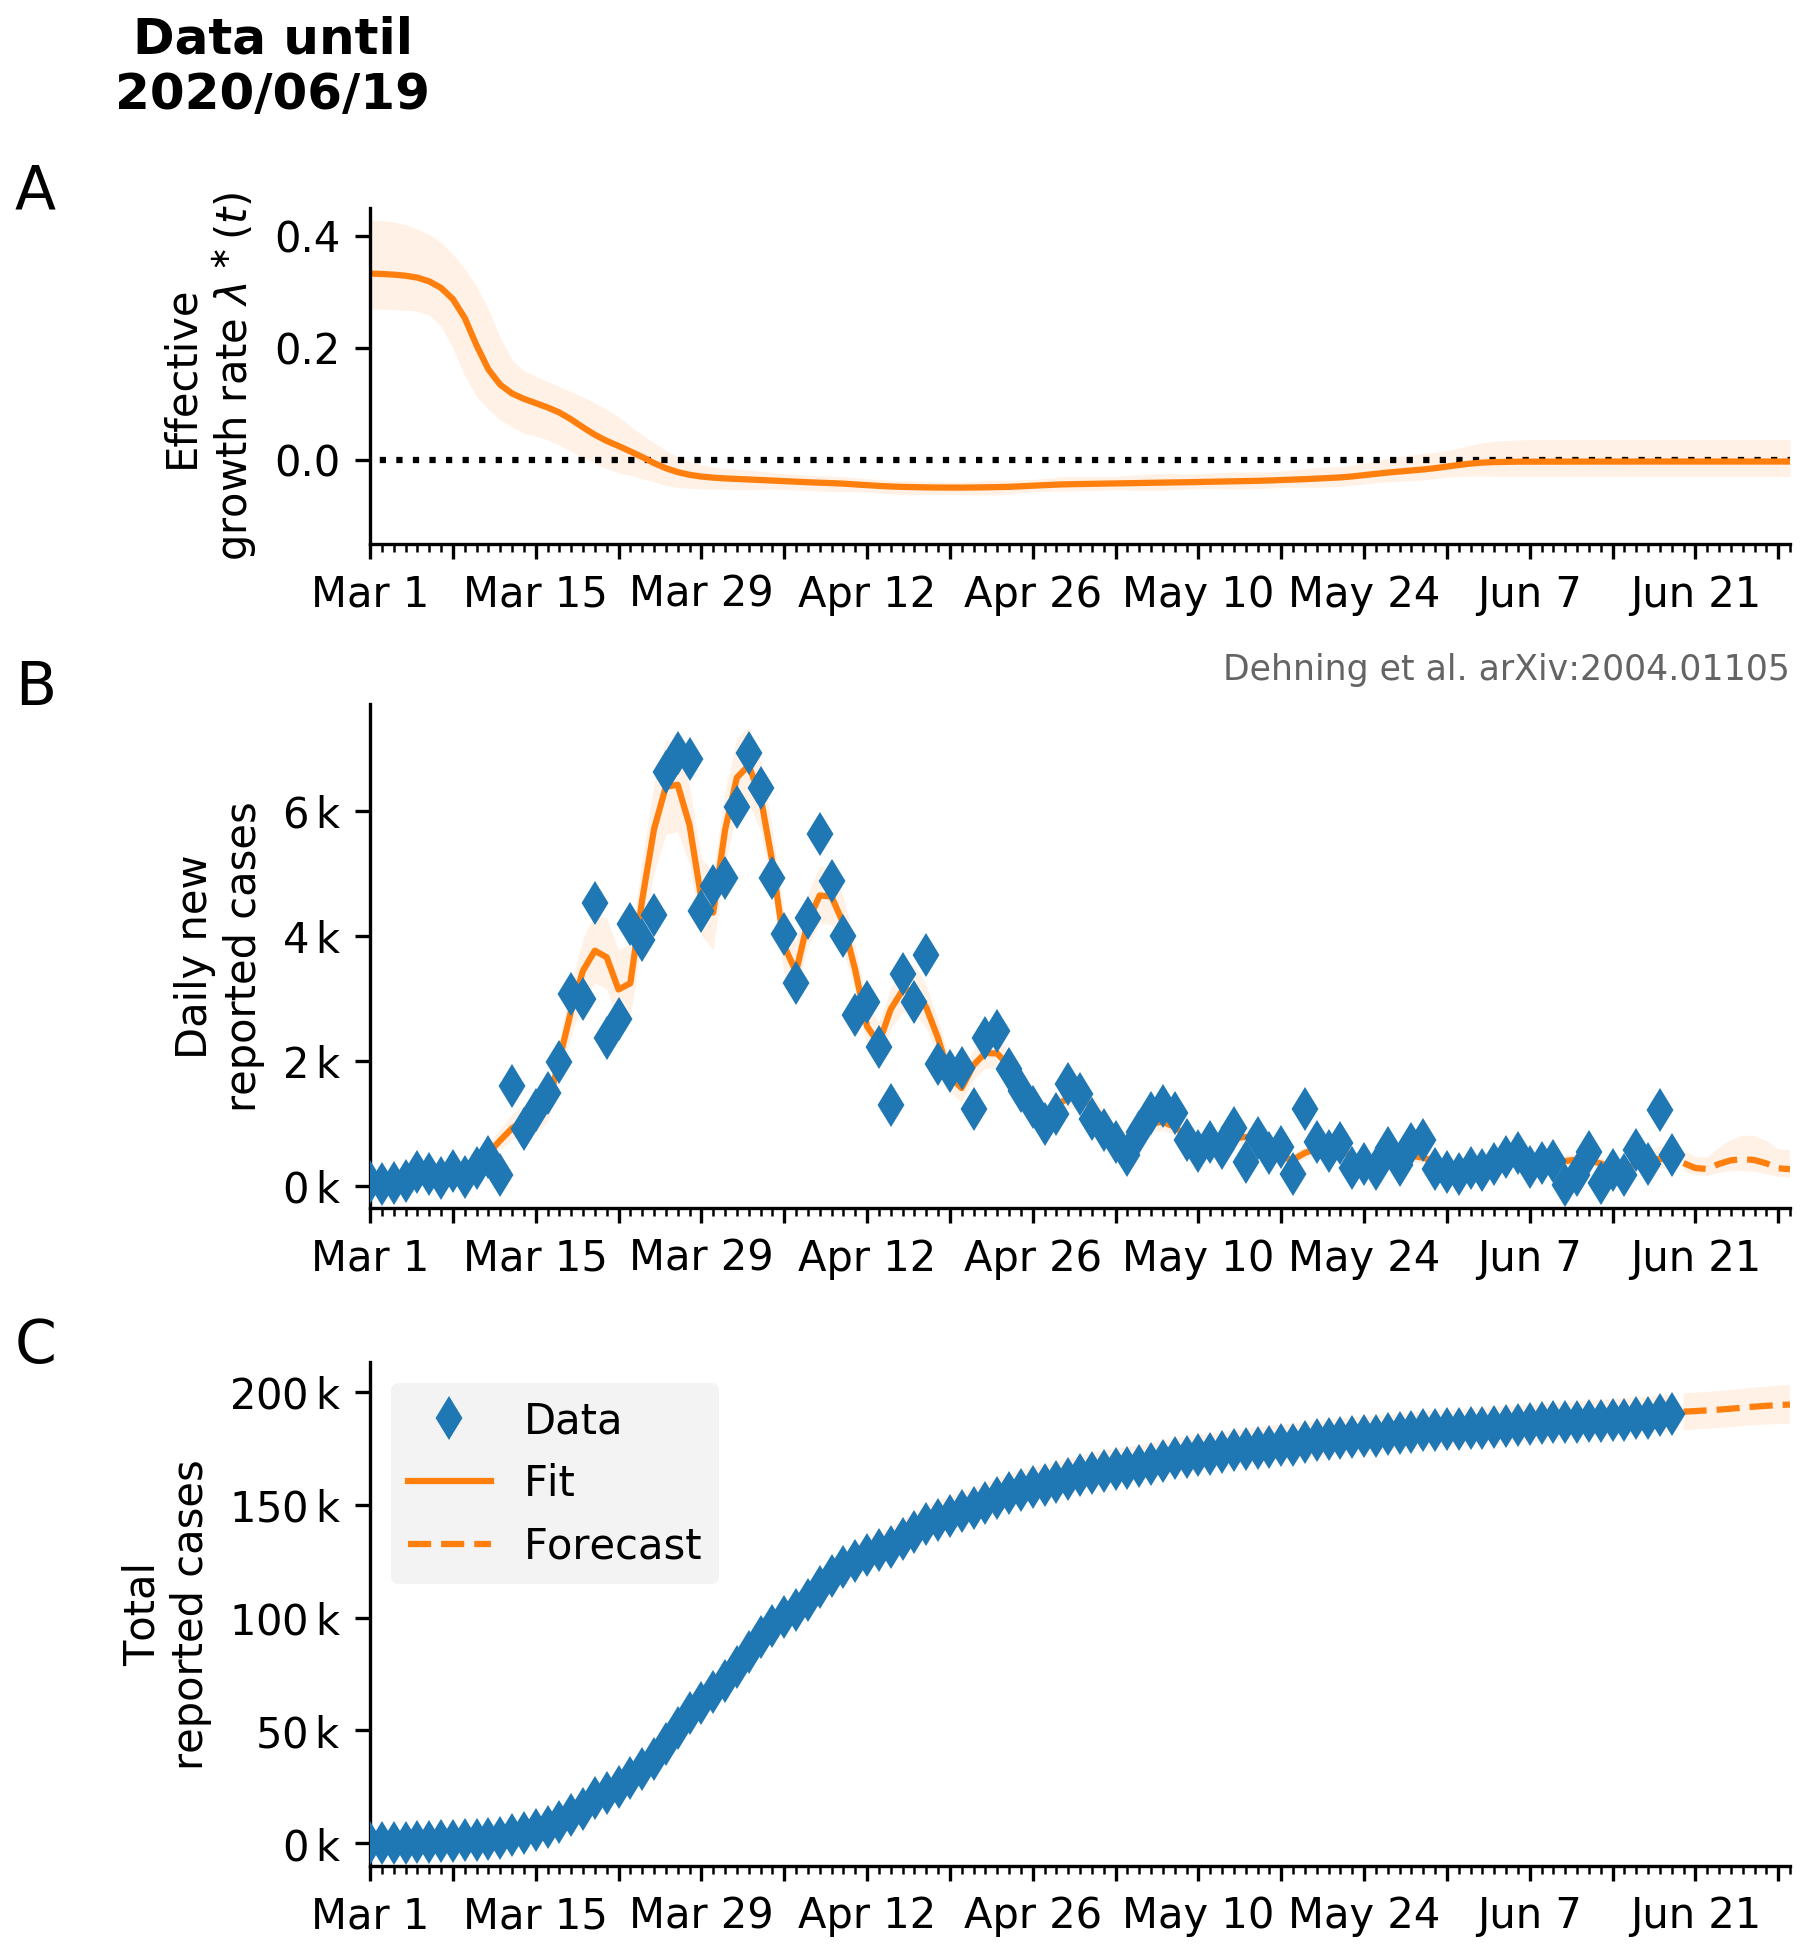 Data until
2020/06/19
A
Effective
growth rate λ * (t)
0.4
0.2
0.0
Mar 1 Mar 15 Mar 29 Apr 12 Apr 26 May 10 May 24 Jun 7 Jun 21
Dehning et al. arXiv:2004.01105
B
Daily new
reported cases
6 k
4 k
2 k
0 k
Mar 1 Mar 15 Mar 29 Apr 12 Apr 26 May 10 May 24 Jun 7 Jun 21
C
Total
reported cases
200 k
150 k
100 k
50 k
0 k
Data
Fit
Forecast
Mar 1 Mar 15 Mar 29 Apr 12 Apr 26 May 10 May 24 Jun 7 Jun 21